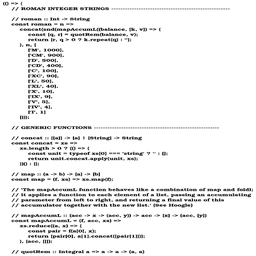 (() => {
// ROMAN INTEGER STRINGS ----------------------------------------
// roman :: Int -> String
const roman = n =>
concat(snd(mapAccumL((balance, [k, v]) => {
const [q, r] = quotRem(balance, v);
return [r, q > 0 ? k.repeat(q) : ''];
}, n, [
['M', 1000],
['CM', 900],
['D', 500],
['CD', 400],
['C', 100],
['XC', 90],
['L', 50],
['XL', 40],
['X', 10],
['IX', 9],
['V', 5],
['IV', 4],
['I', 1]
])));
// GENERIC FUNCTIONS ----------------------------------------
// concat :: [[a]] -> [a] | [String] -> String
const concat = xs =>
xs.length > 0 ? (() => {
const unit = typeof xs[0] === 'string' ? '' : [];
return unit.concat.apply(unit, xs);
})() : [];
// map :: (a -> b) -> [a] -> [b]
const map = (f, xs) => xs.map(f);
// 'The mapAccumL function behaves like a combination of map and foldl;
// it applies a function to each element of a list, passing an accumulating
// parameter from left to right, and returning a final value of this
// accumulator together with the new list.' (See Hoogle)
// mapAccumL :: (acc -> x -> (acc, y)) -> acc -> [x] -> (acc, [y])
const mapAccumL = (f, acc, xs) =>
xs.reduce((a, x) => {
const pair = f(a[0], x);
return [pair[0], a[1].concat([pair[1]])];
}, [acc, []]);
// quotRem :: Integral a => a -> a -> (a, a)